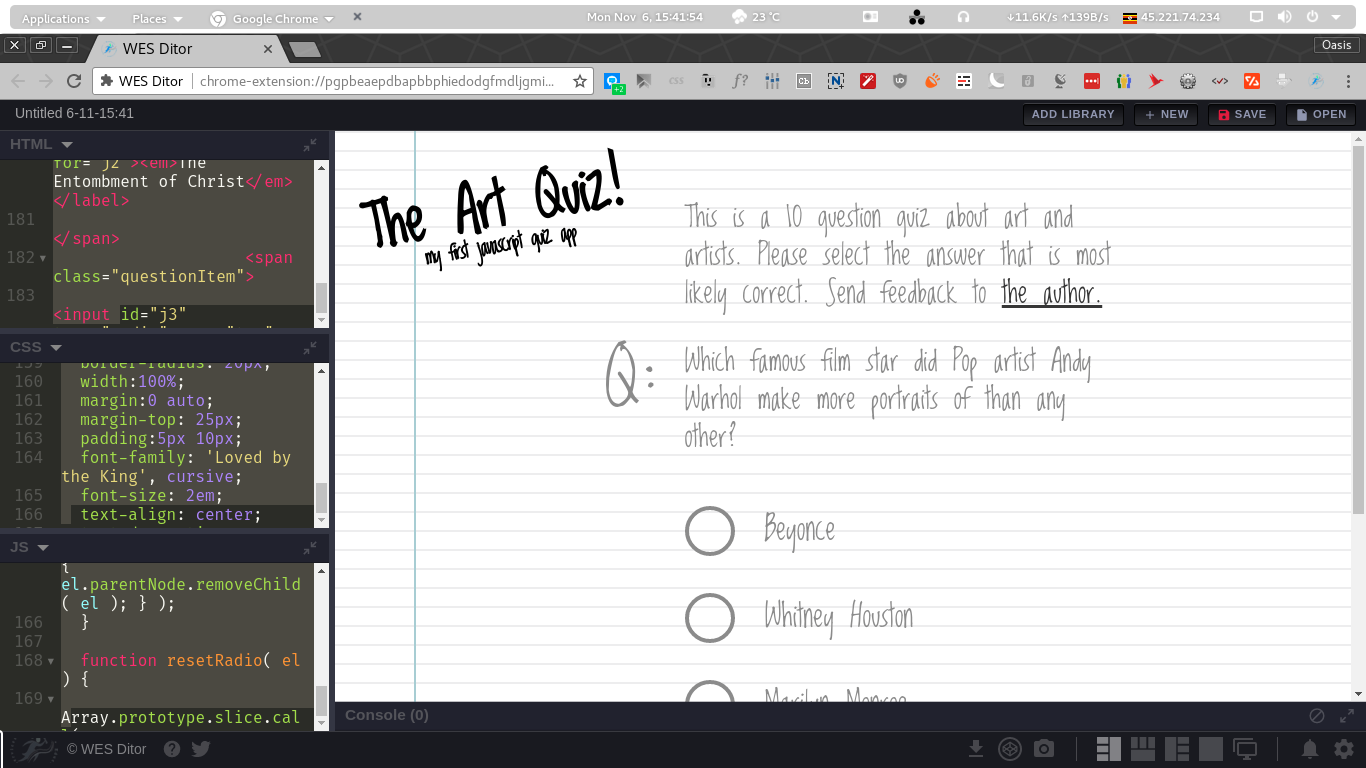 Applications Places Google Chrome Mon Nov 6, 15:41:54 23 °C ↓11.6K/s ↑139B/s 45.221.74.234
WES Ditor Oasis
WES Ditor chrome-extension://pgpbeaepdbapbbphiedodgfmdljgmi...
Untitled 6-11-15:41 ADD LIBRARY + NEW SAVE OPEN
HTML
for="j2"><em>The
Entombment of Christ</em>
</label>
181
</span>
182 <span
class="questionItem">
183
<input id="j3"
CSS
159 border-radius: 20px;
160 width:100%;
161 margin:0 auto;
162 margin-top: 25px;
163 padding:5px 10px;
164 font-family: 'Loved by
the King', cursive;
165 font-size: 2em;
166 text-align: center;
JS
{
el.parentNode.removeChild
( el ); } );
166 }
167
168 function resetRadio( el
) {
169
Array.prototype.slice.cal
The Art Quiz!
my first javascript quiz app
This is a 10 question quiz about art and
artists. Please select the answer that is most
likely correct. Send feedback to the author.
Q: Which famous film star did Pop artist Andy
Warhol make more portraits of than any
other?
Beyonce
Whitney Houston
Marilyn Monroe
Console (0)
© WES Ditor